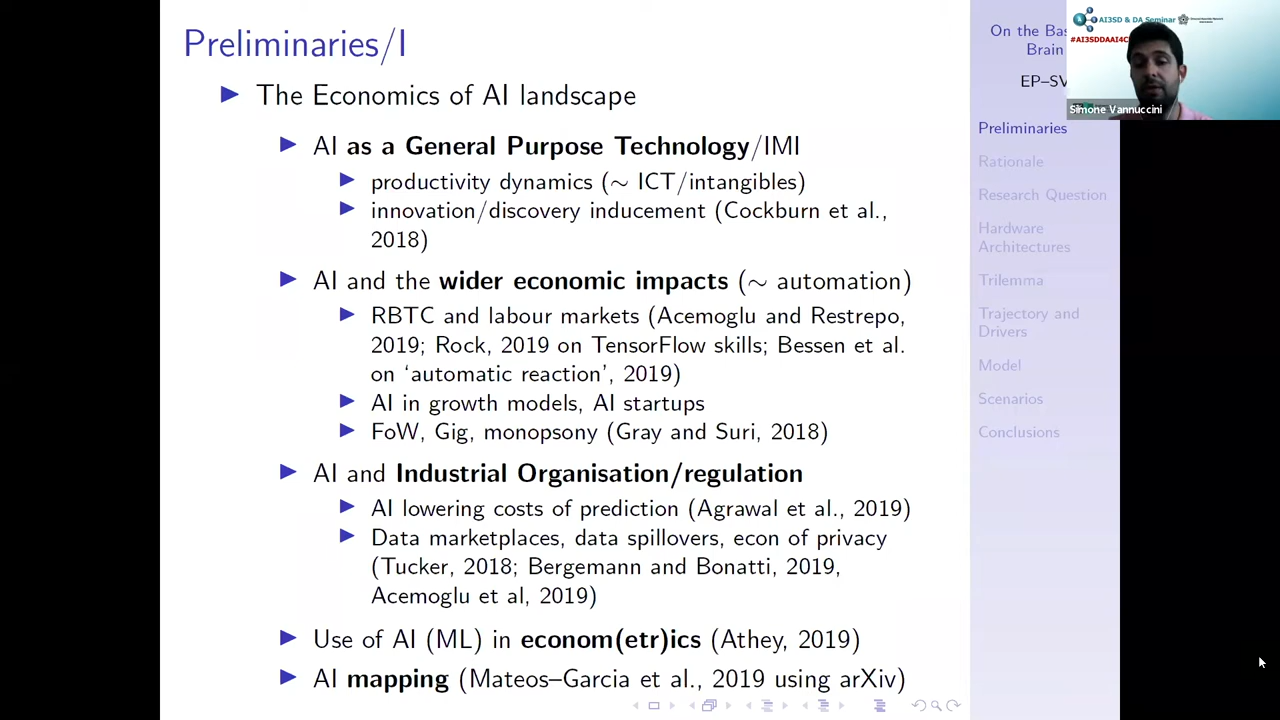 Preliminaries/I
The Economics of AI landscape
AI as a General Purpose Technology/IMI
productivity dynamics (∼ ICT/intangibles)
innovation/discovery inducement (Cockburn et al.,
2018)
AI and the wider economic impacts (∼ automation)
RBTC and labour markets (Acemoglu and Restrepo,
2019; Rock, 2019 on TensorFlow skills; Bessen et al.
on ‘automatic reaction’, 2019)
AI in growth models, AI startups
FoW, Gig, monopsony (Gray and Suri, 2018)
AI and Industrial Organisation/regulation
AI lowering costs of prediction (Agrawal et al., 2019)
Data marketplaces, data spillovers, econ of privacy
(Tucker, 2018; Bergemann and Bonatti, 2019,
Acemoglu et al, 2019)
Use of AI (ML) in econom(etr)ics (Athey, 2019)
AI mapping (Mateos–Garcia et al., 2019 using arXiv)
On the Bas
Brain
EP–SV
Preliminaries
Rationale
Research Question
Hardware
Architectures
Trilemma
Trajectory and
Drivers
Model
Scenarios
Conclusions
AI3SD & DA Seminar
#AI3SDDAAI4C
Simone Vannuccini